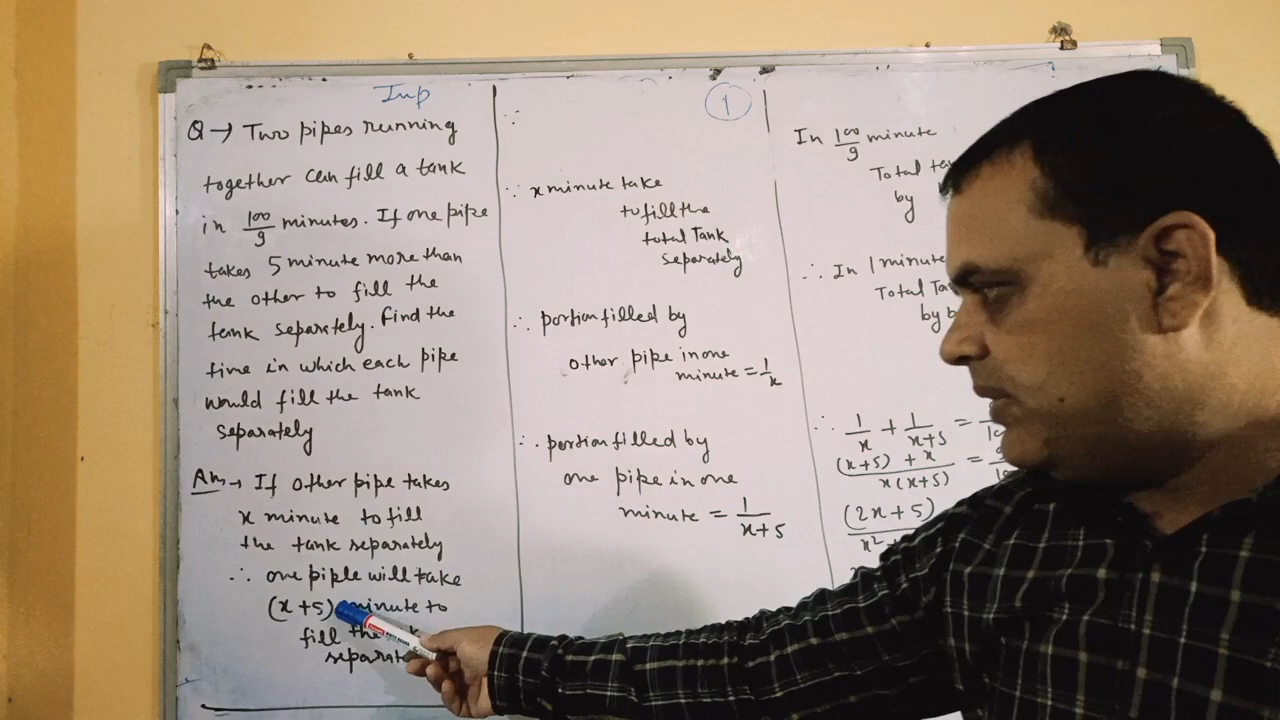 Imp
Q → Two pipes running
together can fill a tank
in 100/9 minutes. If one pipe
takes 5 minute more than
the other to fill the
tank separately. Find the
time in which each pipe
would fill the tank
separately
Ans → If other pipe takes
x minute to fill
the tank separately
∴ one piple will take
(x+5) minute to
fill the
separate
1
∵
∵ x minute take
to fill the
total Tank
separately
∴ portion filled by
other pipe in one
minute = 1/x
∴ portion filled by
one pipe in one
minute = 1/(x+5)
In 100/9 minute
Total
by
∴ In 1 minute
Total
by
∴ 1/x + 1/(x+5) =
((x+5) + x)/(x(x+5)) =
(2x+5)
x²